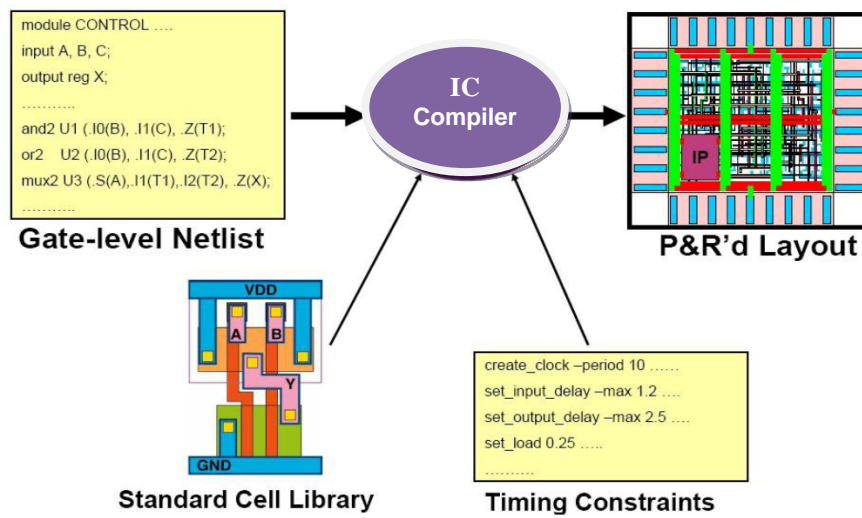 module CONTROL ....
input A, B, C;
output reg X;
...........
and2 U1 (.I0(B), .I1(C), .Z(T1);
or2 U2 (.I0(B), .I1(C), .Z(T2);
mux2 U3 (.S(A),.I1(T1),.I2(T2), .Z(X);
...........
Gate-level Netlist
IC
Compiler
IP
P&R'd Layout
VDD
A B
Y
GND
Standard Cell Library
create_clock –period 10 ......
set_input_delay –max 1.2 ....
set_output_delay –max 2.5 ....
set_load 0.25 .....
..........
Timing Constraints